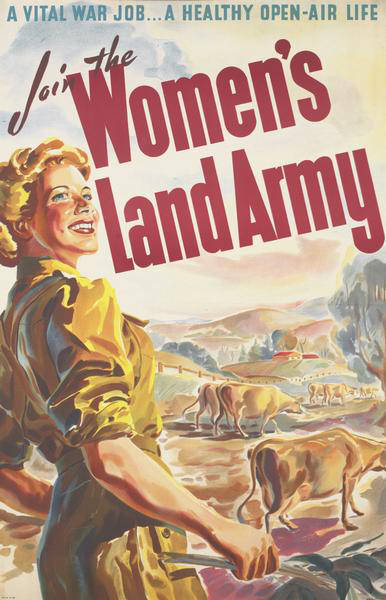 A VITAL WAR JOB...A HEALTHY OPEN-AIR LIFE
Join the
Women's
Land Army